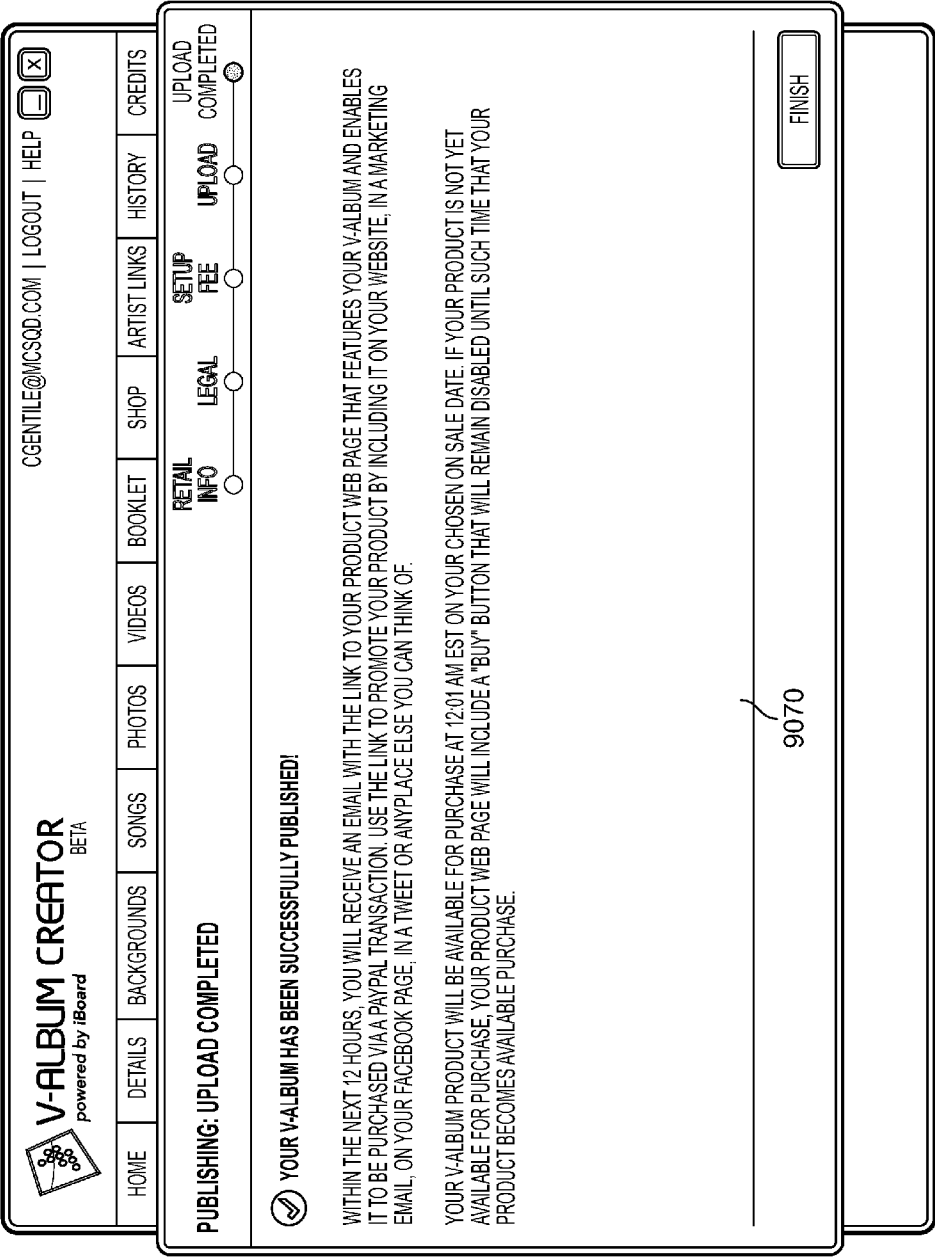 V-ALBUM CREATOR
powered by iBoard
BETA
CGENTILE@MCSQD.COM | LOGOUT | HELP
_ X
HOME DETAILS BACKGROUNDS SONGS PHOTOS VIDEOS BOOKLET SHOP ARTIST LINKS HISTORY CREDITS
PUBLISHING: UPLOAD COMPLETED
RETAIL INFO
LEGAL
SETUP FEE
UPLOAD
UPLOAD COMPLETED
YOUR V-ALBUM HAS BEEN SUCCESSFULLY PUBLISHED!
WITHIN THE NEXT 12 HOURS, YOU WILL RECEIVE AN EMAIL WITH THE LINK TO YOUR PRODUCT WEB PAGE THAT FEATURES YOUR V-ALBUM AND ENABLES
IT TO BE PURCHASED VIA A PAYPAL TRANSACTION. USE THE LINK TO PROMOTE YOUR PRODUCT BY INCLUDING IT ON YOUR WEBSITE, IN A MARKETING
EMAIL, ON YOUR FACEBOOK PAGE, IN A TWEET OR ANYPLACE ELSE YOU CAN THINK OF.
YOUR V-ALBUM PRODUCT WILL BE AVAILABLE FOR PURCHASE AT 12:01 AM EST ON YOUR CHOSEN ON SALE DATE. IF YOUR PRODUCT IS NOT YET
AVAILABLE FOR PURCHASE, YOUR PRODUCT WEB PAGE WILL INCLUDE A "BUY" BUTTON THAT WILL REMAIN DISABLED UNTIL SUCH TIME THAT YOUR
PRODUCT BECOMES AVAILABLE PURCHASE.
9070
FINISH